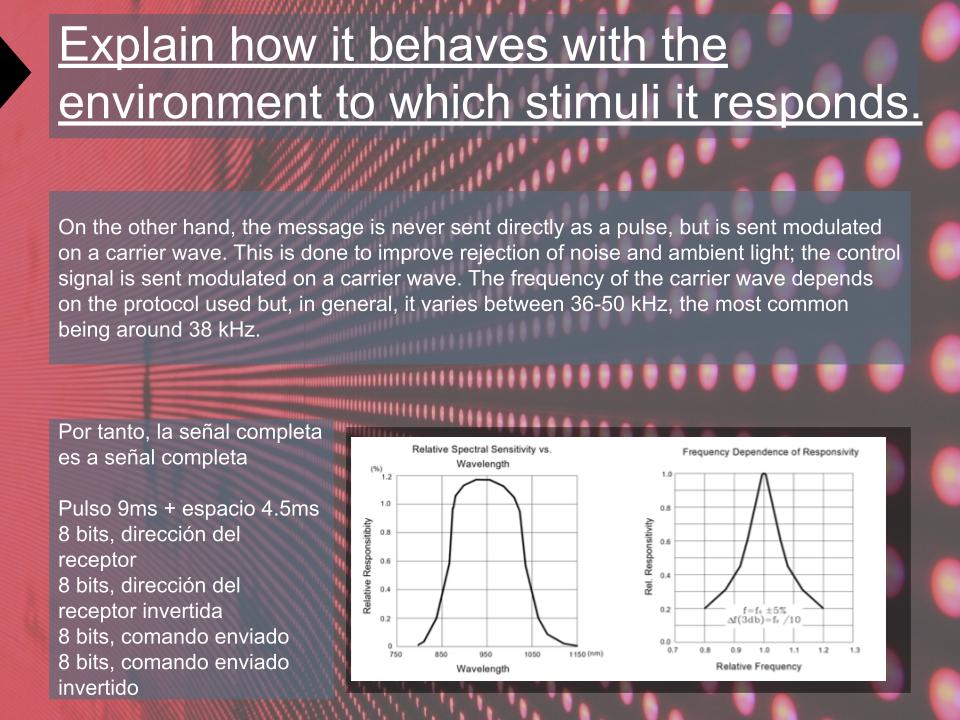 Explain how it behaves with the
environment to which stimuli it responds.
On the other hand, the message is never sent directly as a pulse, but is sent modulated
on a carrier wave. This is done to improve rejection of noise and ambient light; the control
signal is sent modulated on a carrier wave. The frequency of the carrier wave depends
on the protocol used but, in general, it varies between 36-50 kHz, the most common
being around 38 kHz.
Por tanto, la señal completa
es a señal completa
Pulso 9ms + espacio 4.5ms
8 bits, dirección del
receptor
8 bits, dirección del
receptor invertida
8 bits, comando enviado
8 bits, comando enviado
invertido
Relative Spectral Sensitivity vs.
Wavelength
(%)
1.2
1.0
0.8
0.6
0.4
0.2
0
Relative Responsitibity
750 850 950 1050 1150 (nm)
Wavelength
Frequency Dependence of Responsivity
1.0
0.8
0.6
0.4
0.2
0.0
Rel. Responsitivity
f=f₀ ±5%
Δf(3db)=f₀ /10
0.7 0.8 0.9 1.0 1.1 1.2 1.3
Relative Frequency